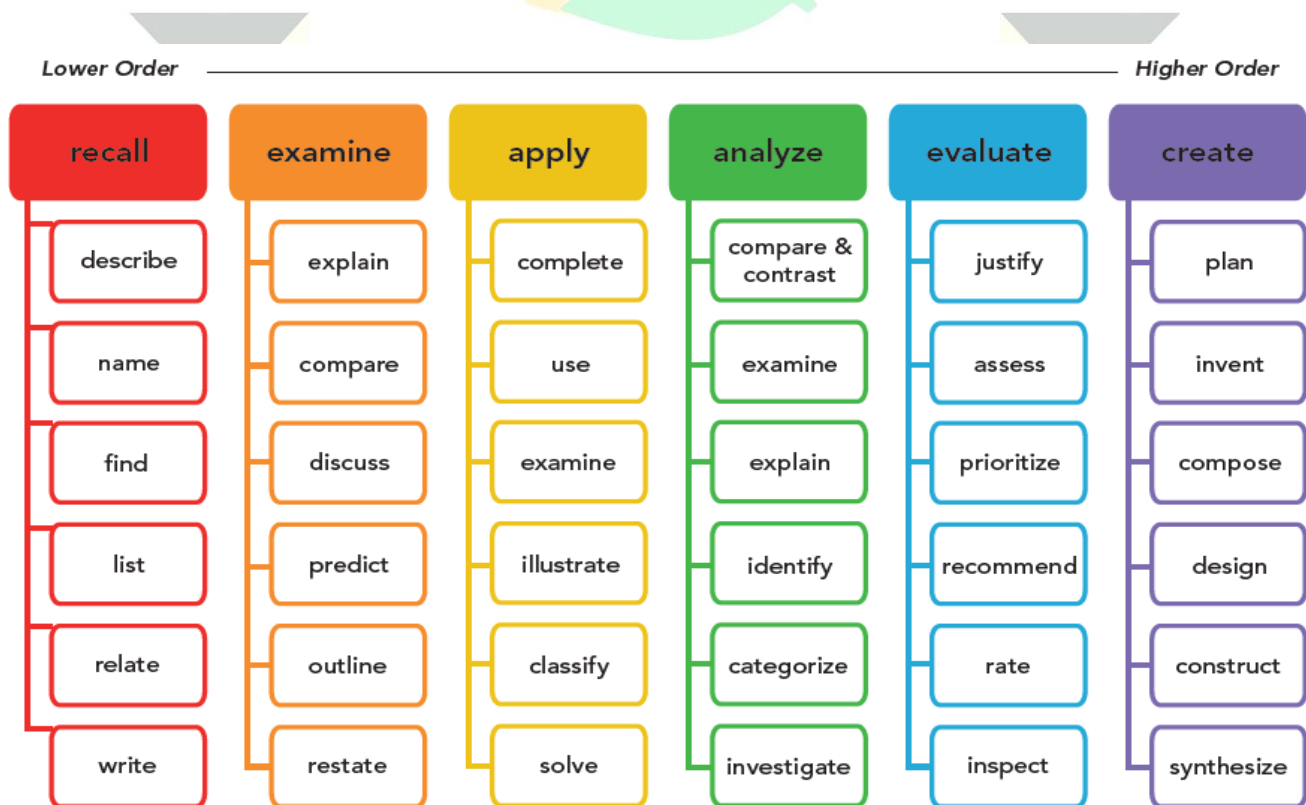 Lower Order
Higher Order
recall
describe
name
find
list
relate
write
examine
explain
compare
discuss
predict
outline
restate
apply
complete
use
examine
illustrate
classify
solve
analyze
compare &
contrast
examine
explain
identify
categorize
investigate
evaluate
justify
assess
prioritize
recommend
rate
inspect
create
plan
invent
compose
design
construct
synthesize